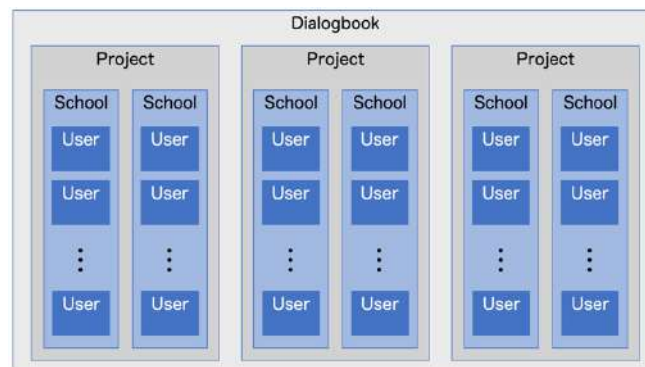 Dialogbook
Project Project Project
School School School School School School
User User User User User User
User User User User User User
User User User User User User